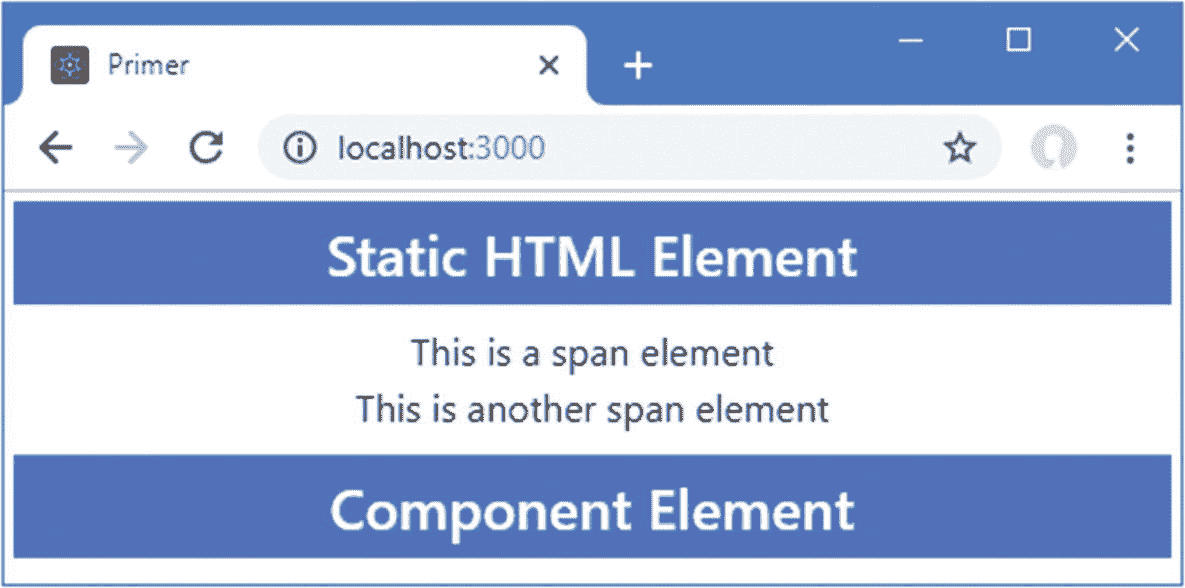 Primer
localhost:3000
Static HTML Element
This is a span element
This is another span element
Component Element